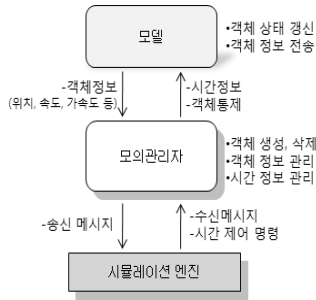 모델
•객체 상태 갱신
•객체 정보 전송
-객체정보
(위치, 속도, 가속도 등)
-시간정보
-객체통제
모의관리자
•객체 생성, 삭제
•객체 정보 관리
•시간 정보 관리
-송신 메시지
-수신메시지
-시간 제어 명령
시뮬레이션 엔진